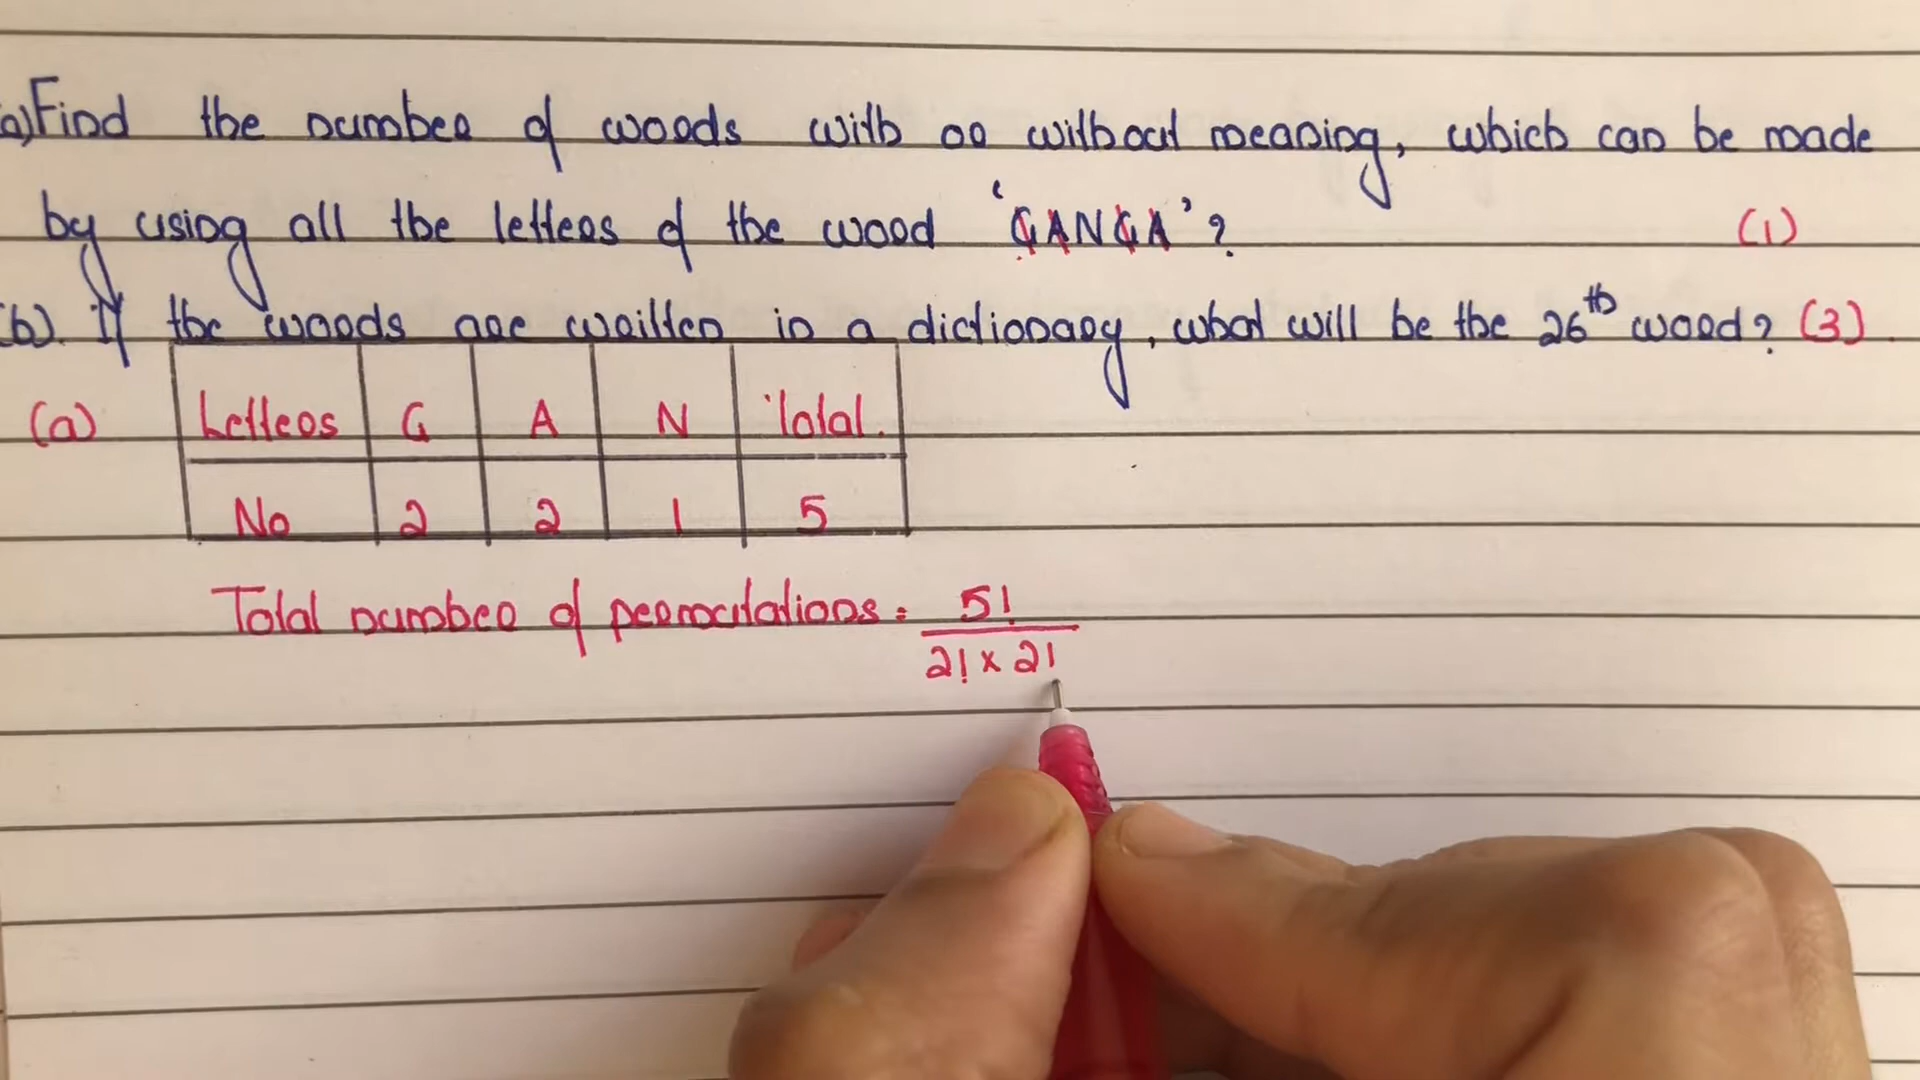 a) Find the number of words with or without meaning, which can be made
by using all the letters of the word 'GANGA'?  (1)
(b). If the words are written in a dictionary, what will be the 26th word? (3).
(a) Letters G A N Total.
No 2 2 1 5
Total number of permutations = 5!
2! x 2!